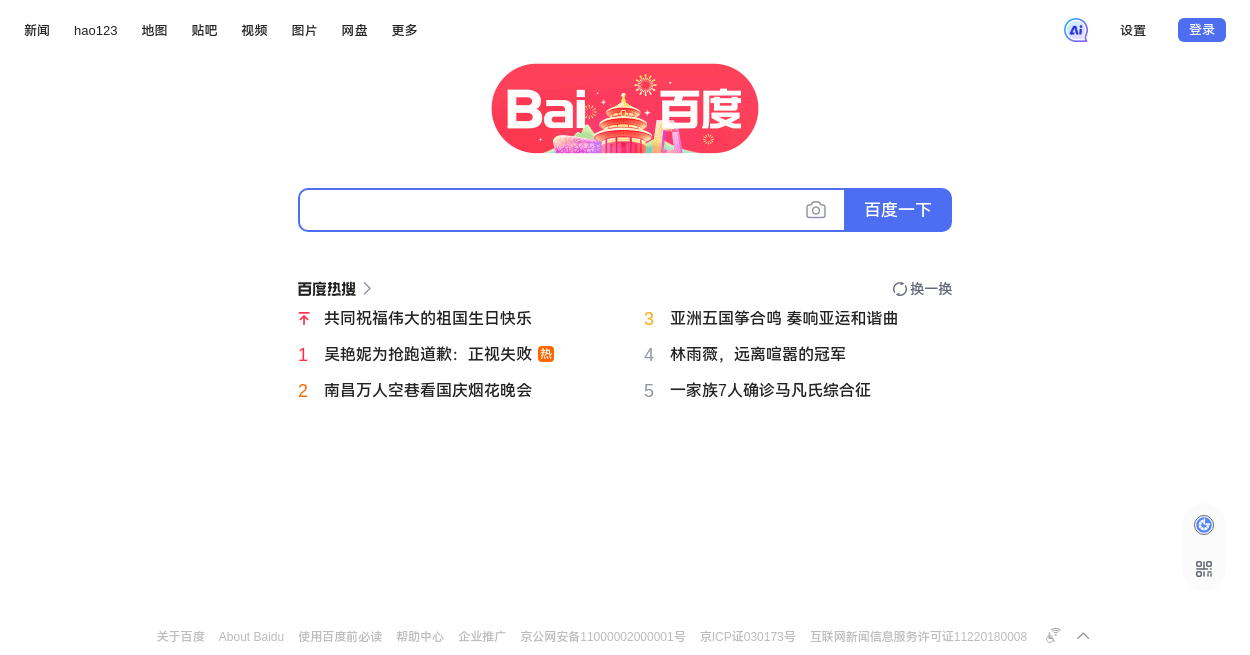 新闻 hao123 地图 贴吧 视频 图片 网盘 更多 Ai 设置 登录
Bai 百度
百度一下
百度热搜 换一换
共同祝福伟大的祖国生日快乐
1 吴艳妮为抢跑道歉：正视失败 热
2 南昌万人空巷看国庆烟花晚会
3 亚洲五国筝合鸣 奏响亚运和谐曲
4 林雨薇，远离喧嚣的冠军
5 一家族7人确诊马凡氏综合征
关于百度 About Baidu 使用百度前必读 帮助中心 企业推广 京公网安备11000002000001号 京ICP证030173号 互联网新闻信息服务许可证11220180008